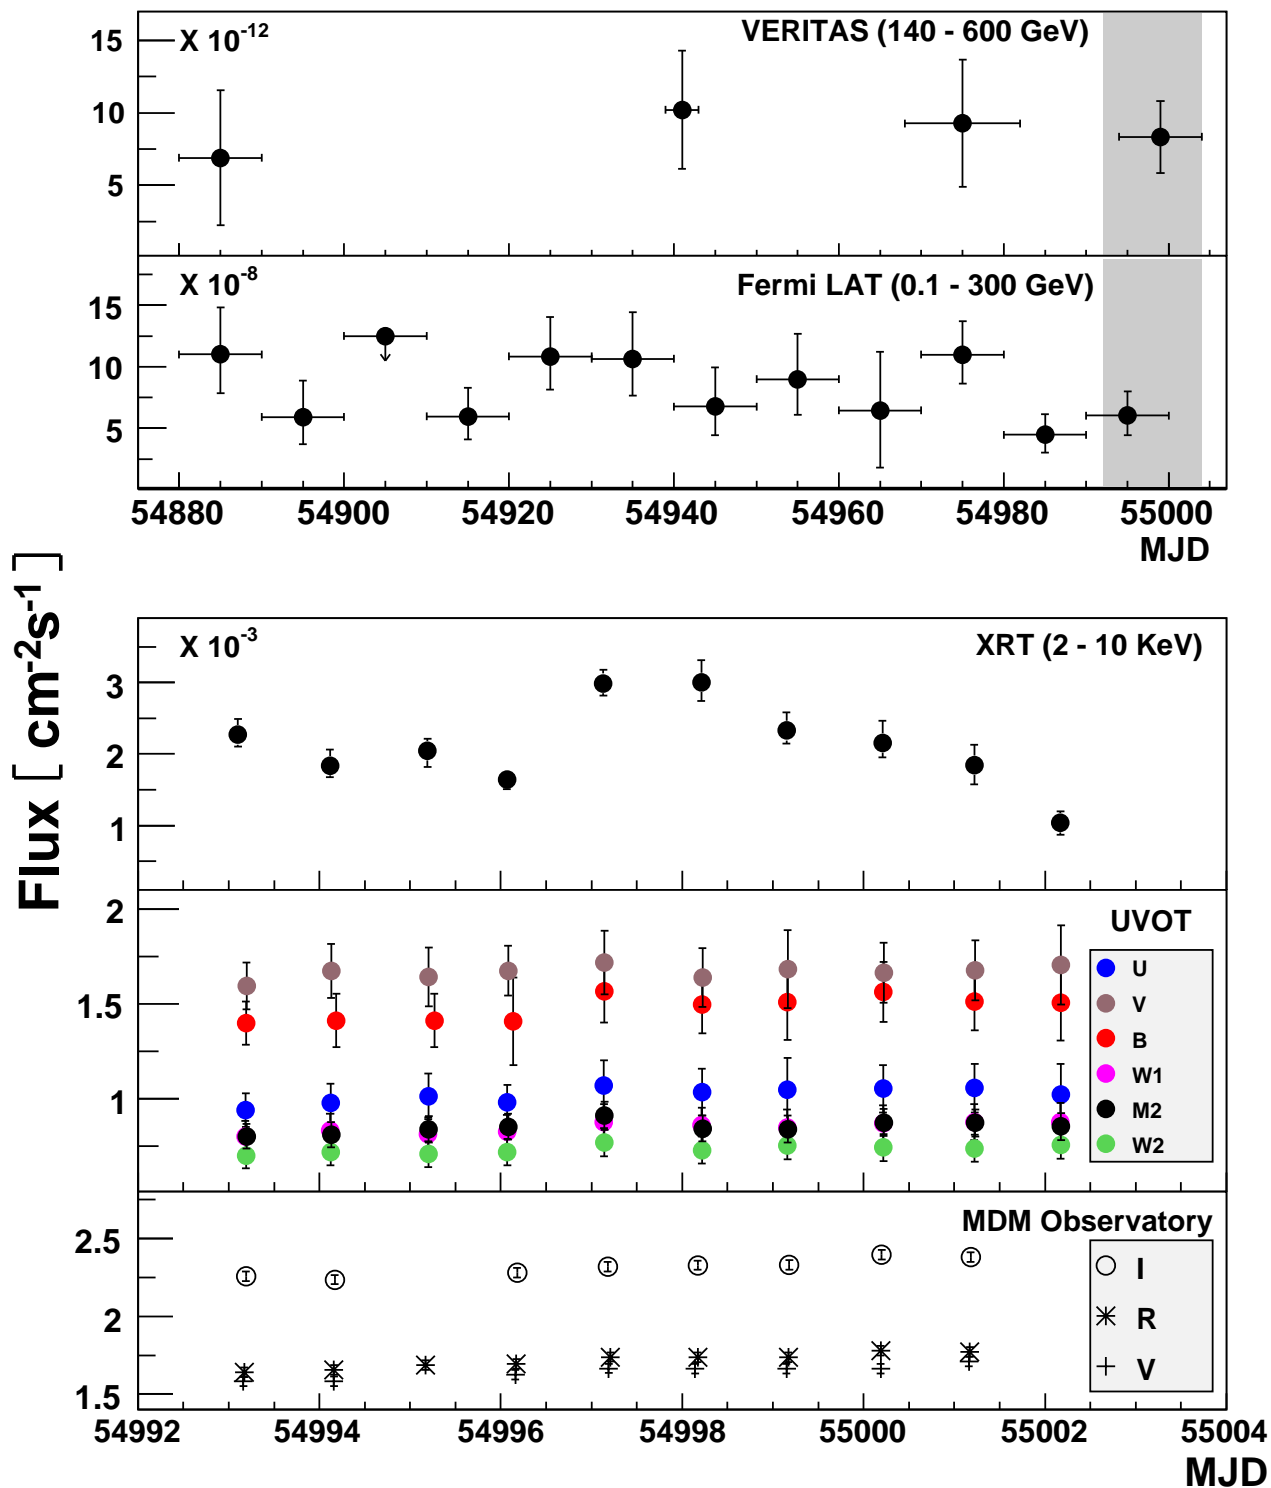 X 10-12
VERITAS (140 - 600 GeV)
15
10
5
X 10-8
Fermi LAT (0.1 - 300 GeV)
15
10
5
54880 54900 54920 54940 54960 54980 55000
MJD
Flux [ cm-2s-1 ]
X 10-3
XRT (2 - 10 KeV)
3
2
1
UVOT
2
1.5
1
U
V
B
W1
M2
W2
MDM Observatory
2.5
2
1.5
I
R
V
54992 54994 54996 54998 55000 55002 55004
MJD